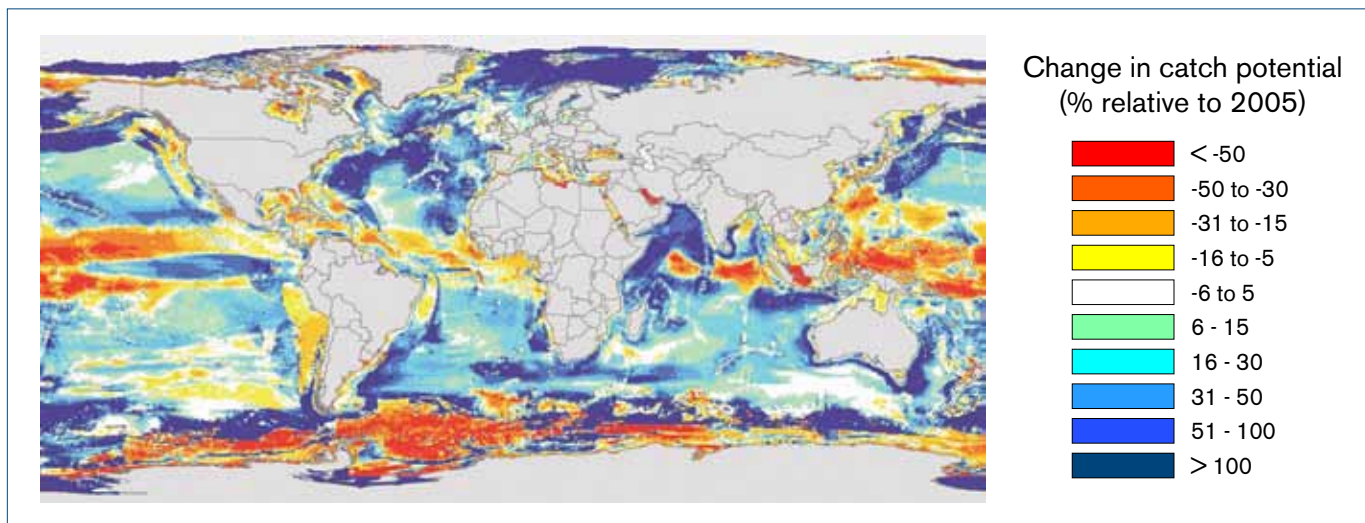 Change in catch potential
(% relative to 2005)
< -50
-50 to -30
-31 to -15
-16 to -5
-6 to 5
6 - 15
16 - 30
31 - 50
51 - 100
> 100